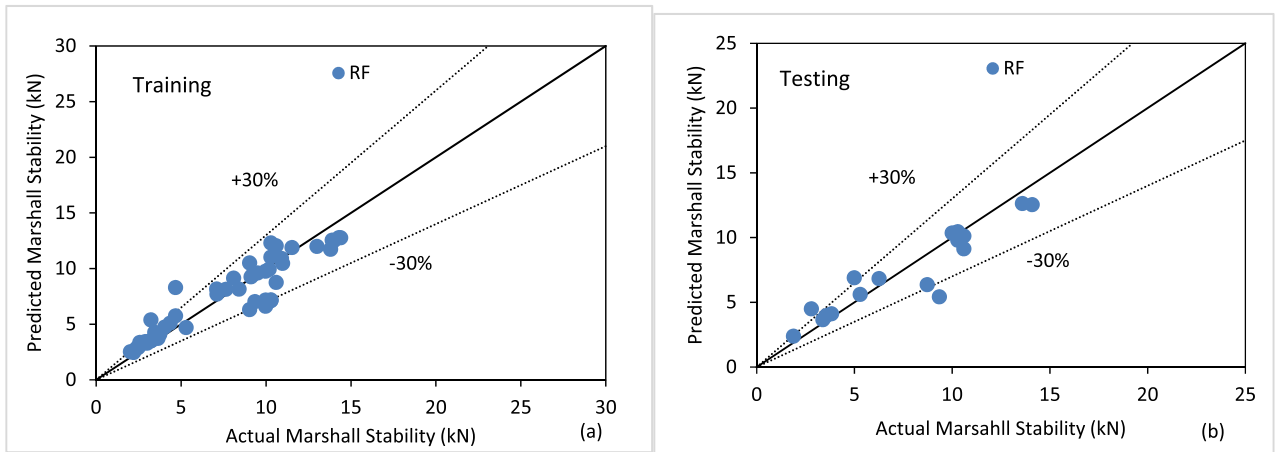 30
25
20
15
10
5
0
Predicted Marshall Stability (kN)
Training
RF
+30%
-30%
0 5 10 15 20 25 30
Actual Marshall Stability (kN)
(a)
25
20
15
10
5
0
Predicted Marshall Stability (kN)
Testing
RF
+30%
-30%
0 5 10 15 20 25
Actual Marsahll Stability (kN)
(b)